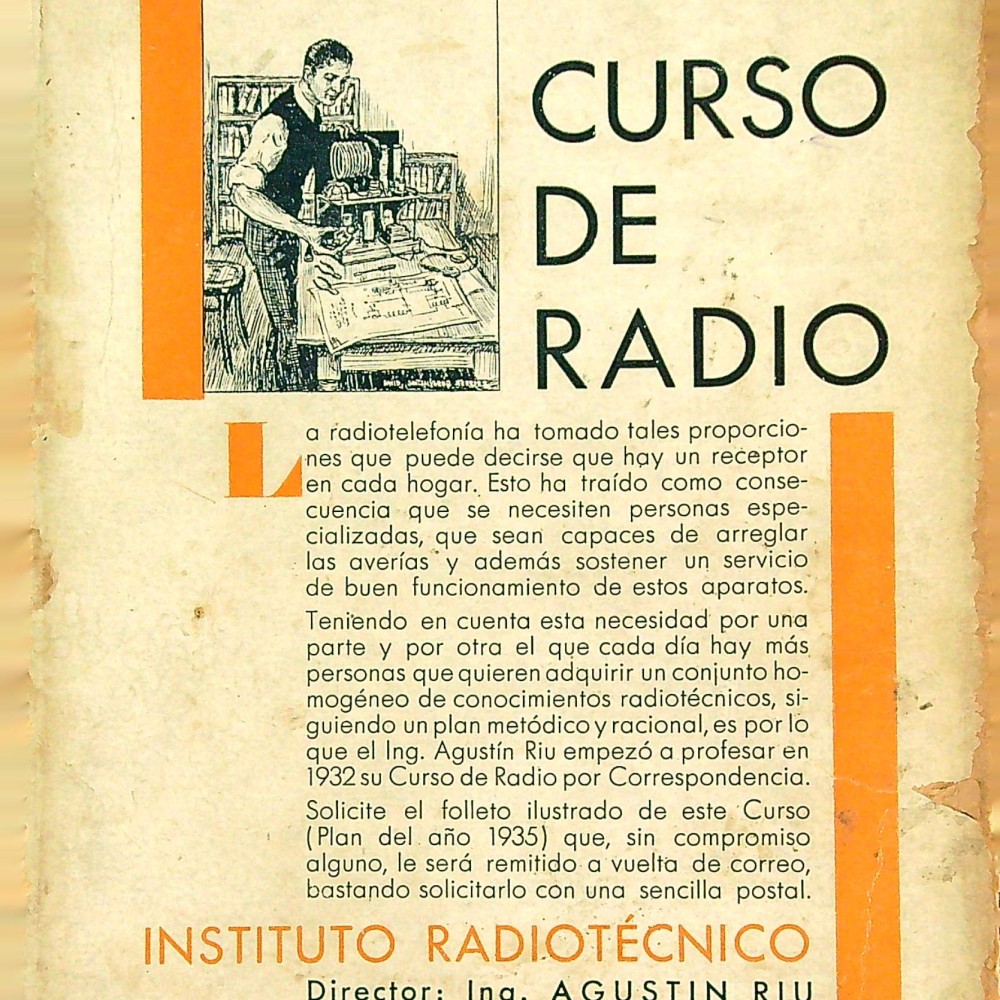 CURSO
DE
RADIO
La radiotelefonía ha tomado tales proporcio-
nes que puede decirse que hay un receptor
en cada hogar. Esto ha traído como conse-
cuencia que se necesiten personas espe-
cializadas, que sean capaces de arreglar
las averías y además sostener un servicio
de buen funcionamiento de estos aparatos.
Teniendo en cuenta esta necesidad por una
parte y por otra el que cada día hay más
personas que quieren adquirir un conjunto ho-
mogéneo de conocimientos radiotécnicos, si-
guiendo un plan metódico y racional, es por lo
que el Ing. Agustín Riu empezó a profesar en
1932 su Curso de Radio por Correspondencia.
Solicite el folleto ilustrado de este Curso
(Plan del año 1935) que, sin compromiso
alguno, le será remitido a vuelta de correo,
bastando solicitarlo con una sencilla postal.
INSTITUTO RADIOTÉCNICO
Director: Ing. AGUSTIN RIU